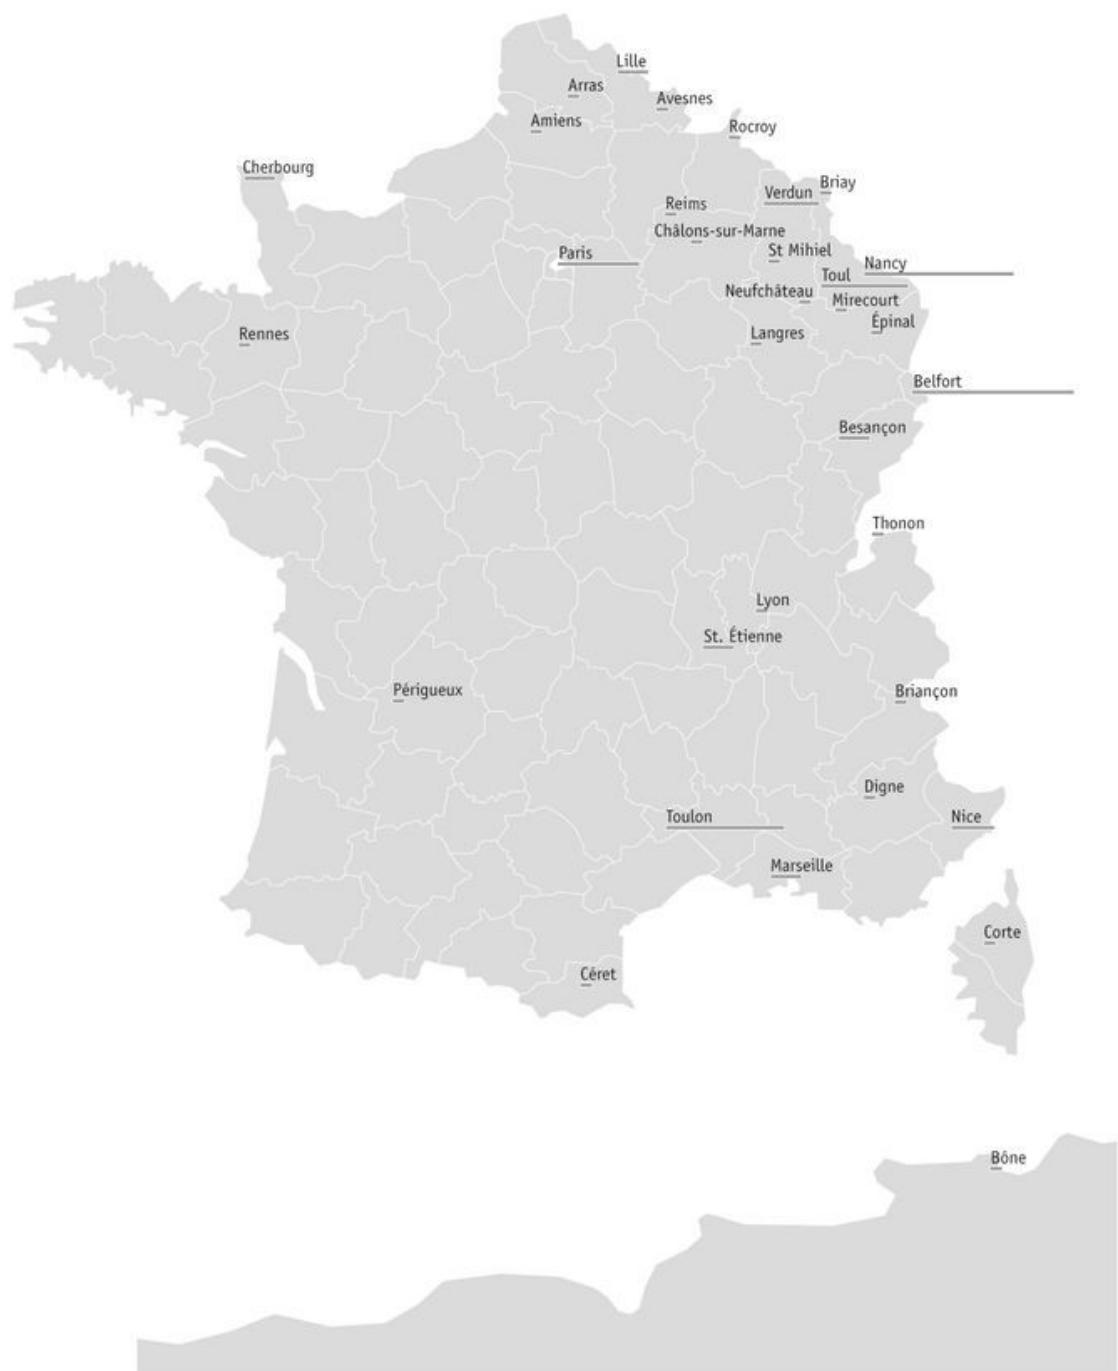 Lille
Arras
Avesnes
Amiens
Rocroy
Cherbourg
Briay
Verdun
Reims
Châlons-sur-Marne
St Mihiel
Paris
Nancy
Toul
Neufchâteau
Mirecourt
Épinal
Rennes
Langres
Belfort
Besançon
Thonon
Lyon
St. Étienne
Périgueux
Briançon
Digne
Toulon
Nice
Marseille
Corte
Céret
Bône